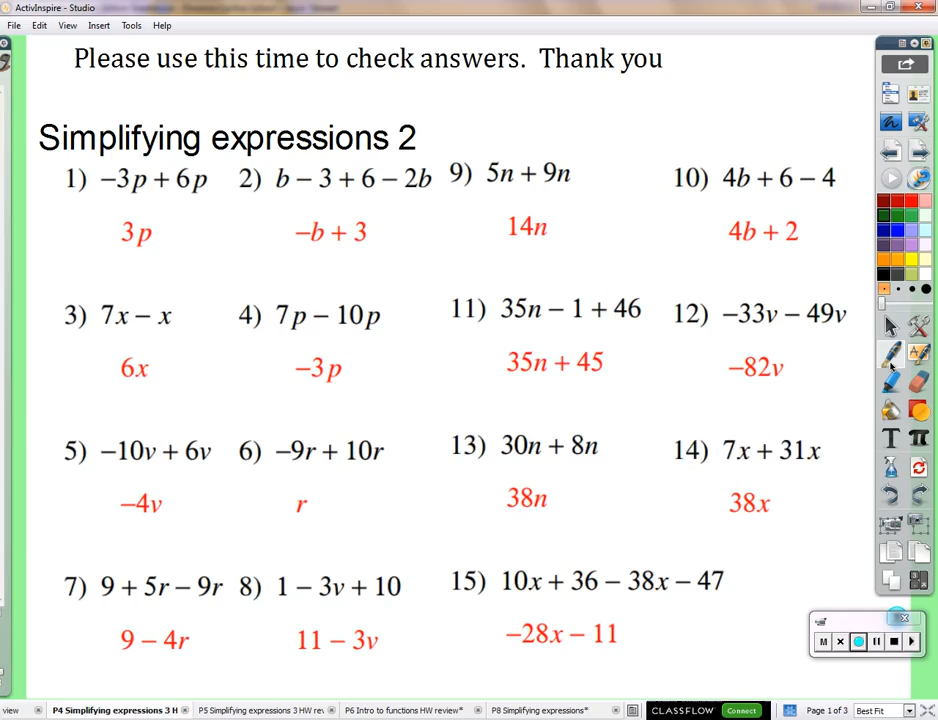 ActivInspire - Studio
File Edit View Insert Tools Help
Please use this time to check answers. Thank you
Simplifying expressions 2
1) −3p + 6p 2) b − 3 + 6 − 2b 9) 5n + 9n 10) 4b + 6 − 4
3p −b + 3 14n 4b + 2
3) 7x − x 4) 7p − 10p 11) 35n − 1 + 46 12) −33v − 49v
6x −3p 35n + 45 −82v
5) −10v + 6v 6) −9r + 10r 13) 30n + 8n 14) 7x + 31x
−4v r 38n 38x
7) 9 + 5r − 9r 8) 1 − 3v + 10 15) 10x + 36 − 38x − 47
9 − 4r 11 − 3v −28x − 11
M
view P4 Simplifying expressions 3 H P5 Simplifying expressions 3 HW rev P6 Intro to functions HW review* P8 Simplifying expressions* CLASSFLOW Connect Page 1 of 3 Best Fit